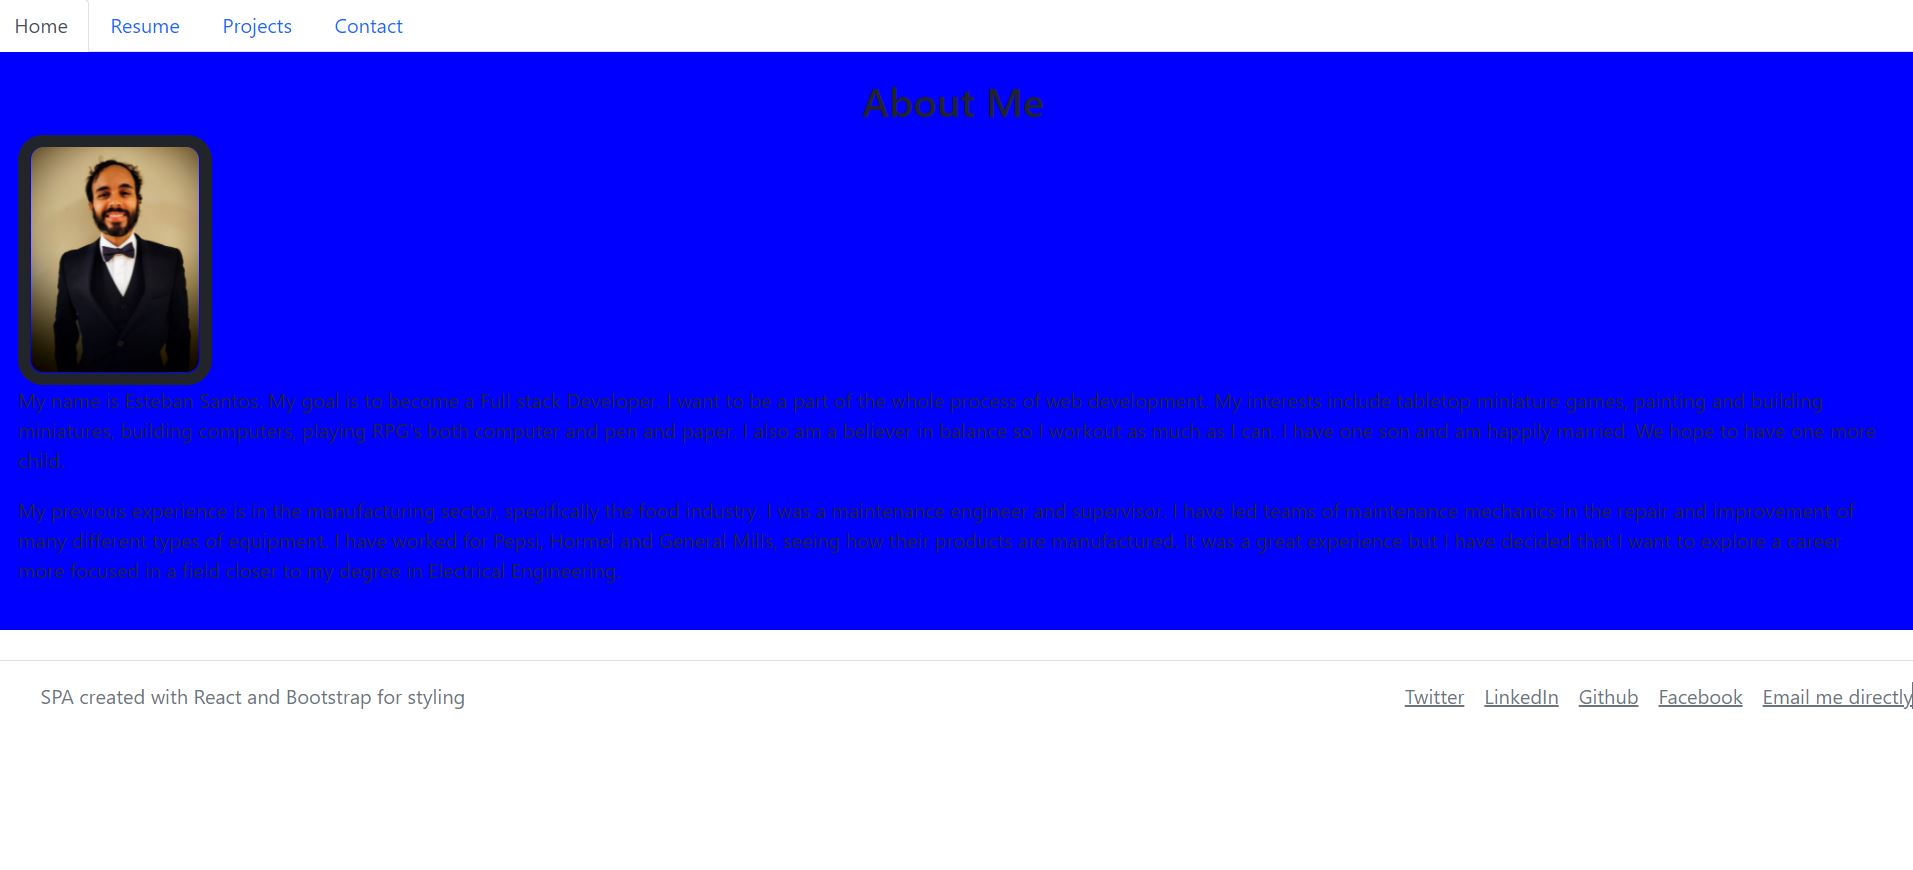 Home Resume Projects Contact
About Me
My name is Esteban Santos. My goal is to become a Full stack Developer. I want to be a part of the whole process of web development. My interests include tabletop miniature games, painting and building
miniatures, building computers, playing RPG's both computer and pen and paper. I also am a believer in balance so I workout as much as I can. I have one son and am happily married. We hope to have one more
child.
My previous experience is in the manufacturing sector, specifically the food industry. I was a maintenance engineer and supervisor. I have led teams of maintenance mechanics in the repair and improvement of
many different types of equipment. I have worked for Pepsi, Hormel and General Mills, seeing how their products are manufactured. It was a great experience but I have decided that I want to explore a career
more focused in a field closer to my degree in Electrical Engineering.
SPA created with React and Bootstrap for styling Twitter LinkedIn Github Facebook Email me directly